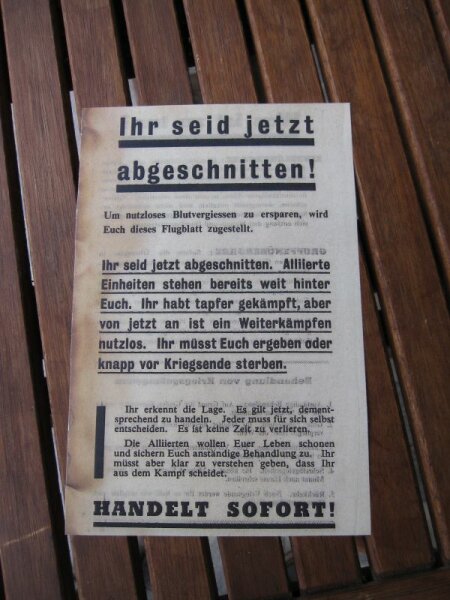 Ihr seid jetzt
abgeschnitten!
Um nutzloses Blutvergiessen zu ersparen, wird
Euch dieses Flugblatt zugestellt.
Ihr seid jetzt abgeschnitten. Alliierte
Einheiten stehen bereits weit hinter
Euch. Ihr habt tapfer gekämpft, aber
von jetzt an ist ein Weiterkämpfen
nutzlos. Ihr müsst Euch ergeben oder
knapp vor Kriegsende sterben.
Ihr erkennt die Lage. Es gilt jetzt, dement-
sprechend zu handeln. Jeder muss für sich selbst
entscheiden. Es ist keine Zeit zu verlieren.
Die Alliierten wollen Euer Leben schonen
und sichern Euch anständige Behandlung zu. Ihr
müsst aber klar zu verstehen geben, dass Ihr
aus dem Kampf scheidet.
HANDELT SOFORT!